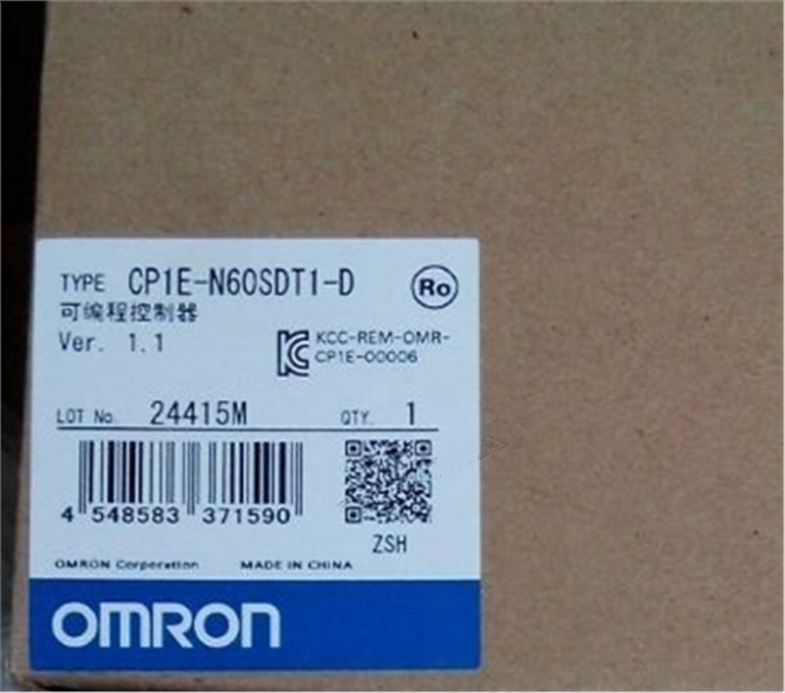 TYPE CP1E-N60SDT1-D
Ro
可编程控制器
Ver. 1.1
KCC-REM-OMR-
CP1E-00006
LOT No. 24415M QTY. 1
4 548583 371590
ZSH
OMRON Corporation MADE IN CHINA
OMRON